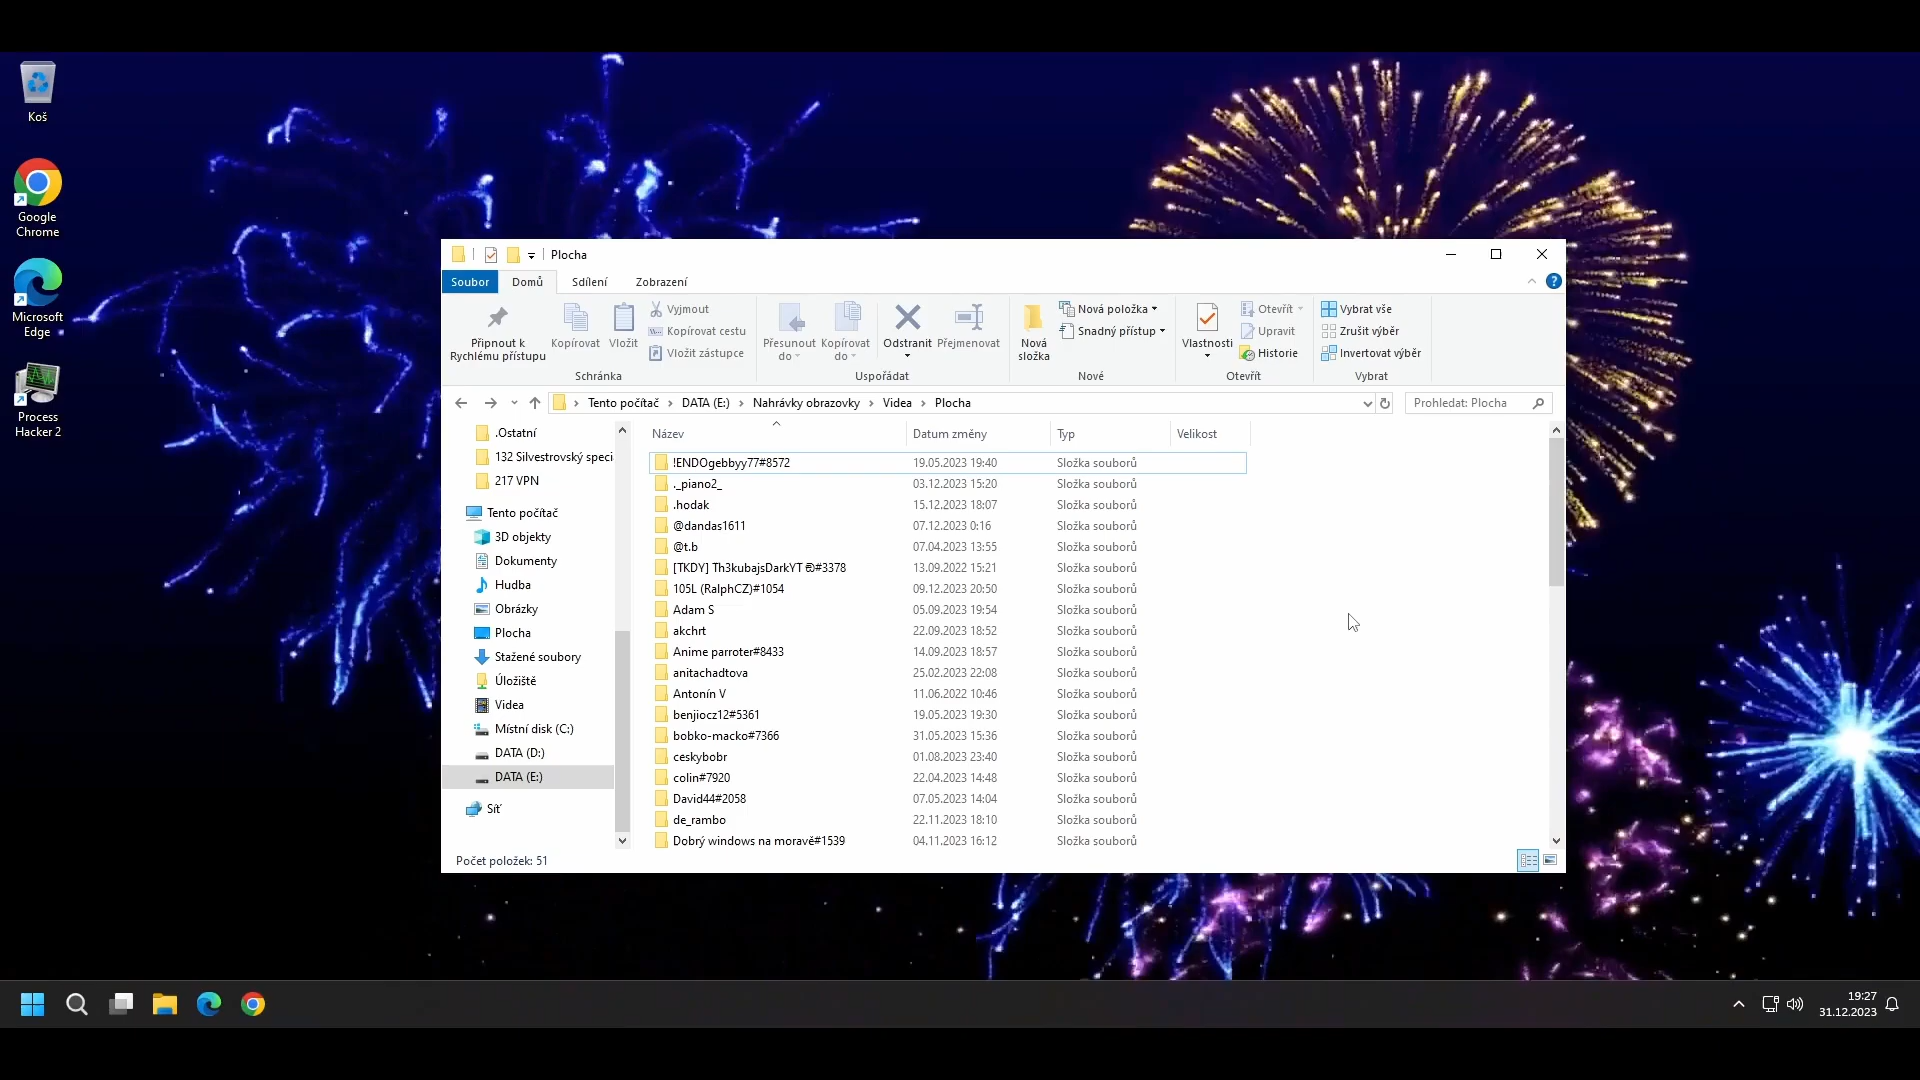 Koš
Google
Chrome
Microsoft
Edge
Process
Hacker 2
Plocha
Soubor Domů Sdílení Zobrazení
Připnout k
Rychlému přístupu
Kopírovat
Vložit
Vyjmout
Kopírovat cestu
Vložit zástupce
Schránka
Přesunout
do
Kopírovat
do
Odstranit
Přejmenovat
Uspořádat
Nová
složka
Nová položka
Snadný přístup
Nové
Vlastnosti
Otevřít
Upravit
Historie
Otevřít
Vybrat vše
Zrušit výběr
Invertovat výběr
Vybrat
Tento počítač > DATA (E:) > Nahrávky obrazovky > Videa > Plocha
Prohledat: Plocha
.Ostatní
132 Silvestrovský speci
217 VPN
Tento počítač
3D objekty
Dokumenty
Hudba
Obrázky
Plocha
Stažené soubory
Úložiště
Videa
Místní disk (C:)
DATA (D:)
DATA (E:)
Síť
Název Datum změny Typ Velikost
!ENDOgebbyy77#8572 19.05.2023 19:40 Složka souborů
._piano2_ 03.12.2023 15:20 Složka souborů
.hodak 15.12.2023 18:07 Složka souborů
@dandas1611 07.12.2023 0:16 Složka souborů
@t.b 07.04.2023 13:55 Složka souborů
[TKDY] Th3kubajsDarkYT #3378 13.09.2022 15:21 Složka souborů
105L (RalphCZ)#1054 09.12.2023 20:50 Složka souborů
Adam S 05.09.2023 19:54 Složka souborů
akchrt 22.09.2023 18:52 Složka souborů
Anime parroter#8433 14.09.2023 18:57 Složka souborů
anitachadtova 25.02.2023 22:08 Složka souborů
Antonín V 11.06.2022 10:46 Složka souborů
benjiocz12#5361 19.05.2023 19:30 Složka souborů
bobko-macko#7366 31.05.2023 15:36 Složka souborů
ceskybobr 01.08.2023 23:40 Složka souborů
colin#7920 22.04.2023 14:48 Složka souborů
David44#2058 07.05.2023 14:04 Složka souborů
de_rambo 22.11.2023 18:10 Složka souborů
Dobrý windows na moravě#1539 04.11.2023 16:12 Složka souborů
Počet položek: 51
19:27
31.12.2023